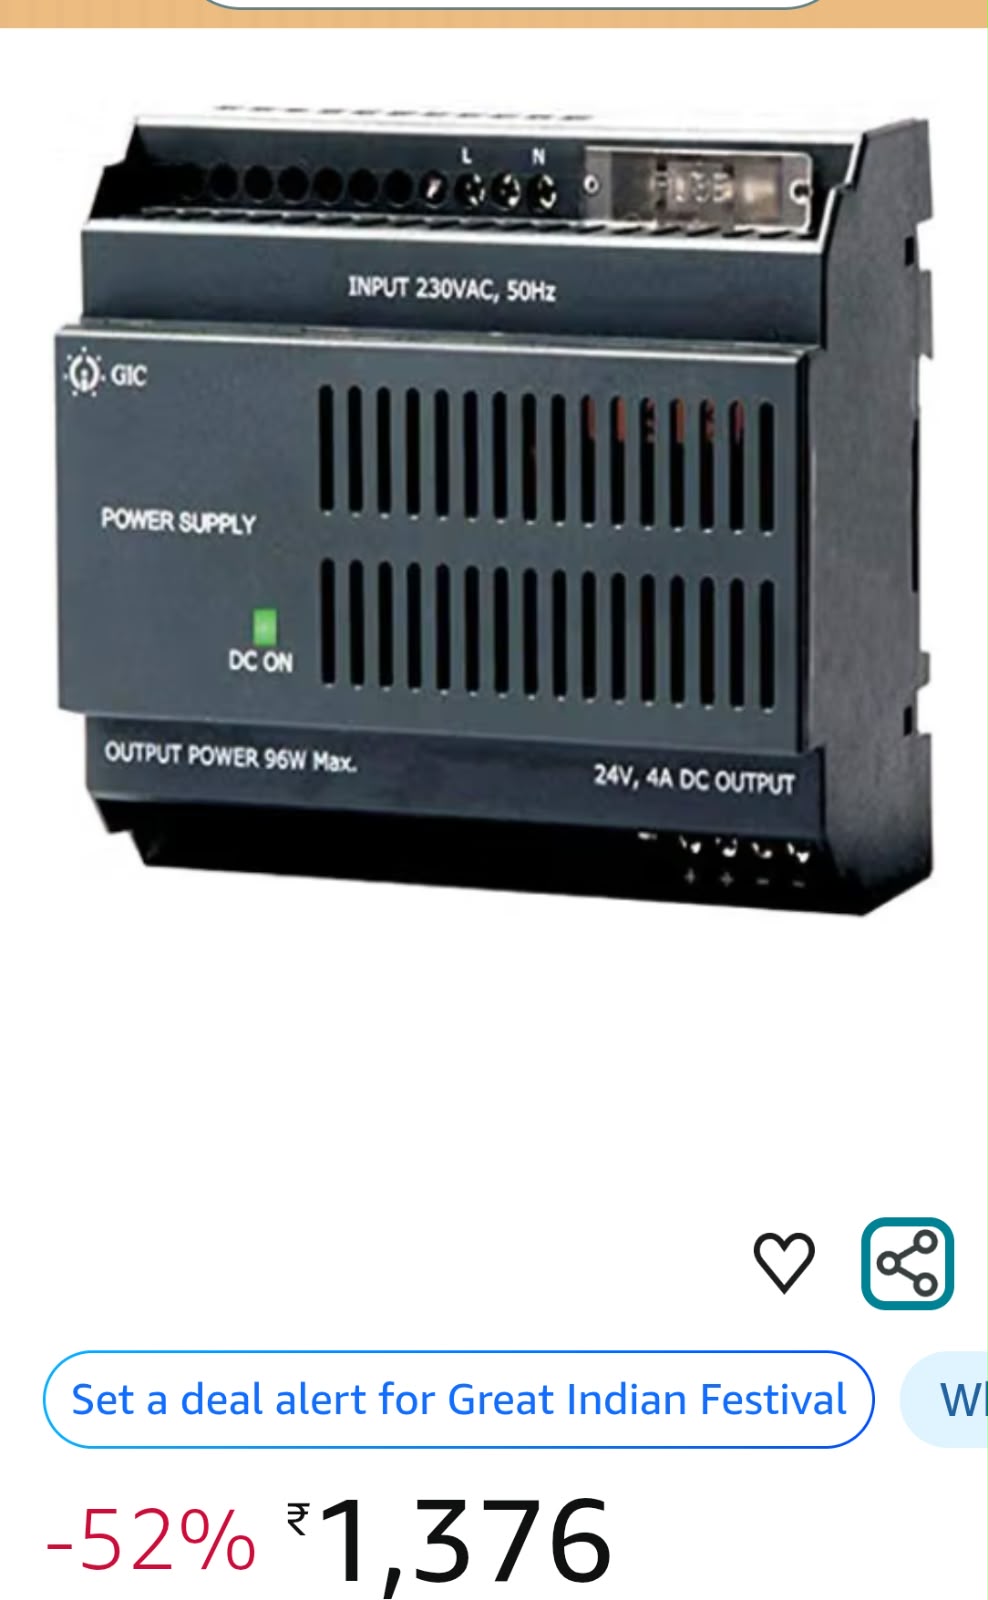 L N
INPUT 230VAC, 50Hz
GIC
POWER SUPPLY
DC ON
OUTPUT POWER 96W Max.
24V, 4A DC OUTPUT
+ + - -
Set a deal alert for Great Indian Festival
-52% ₹1,376